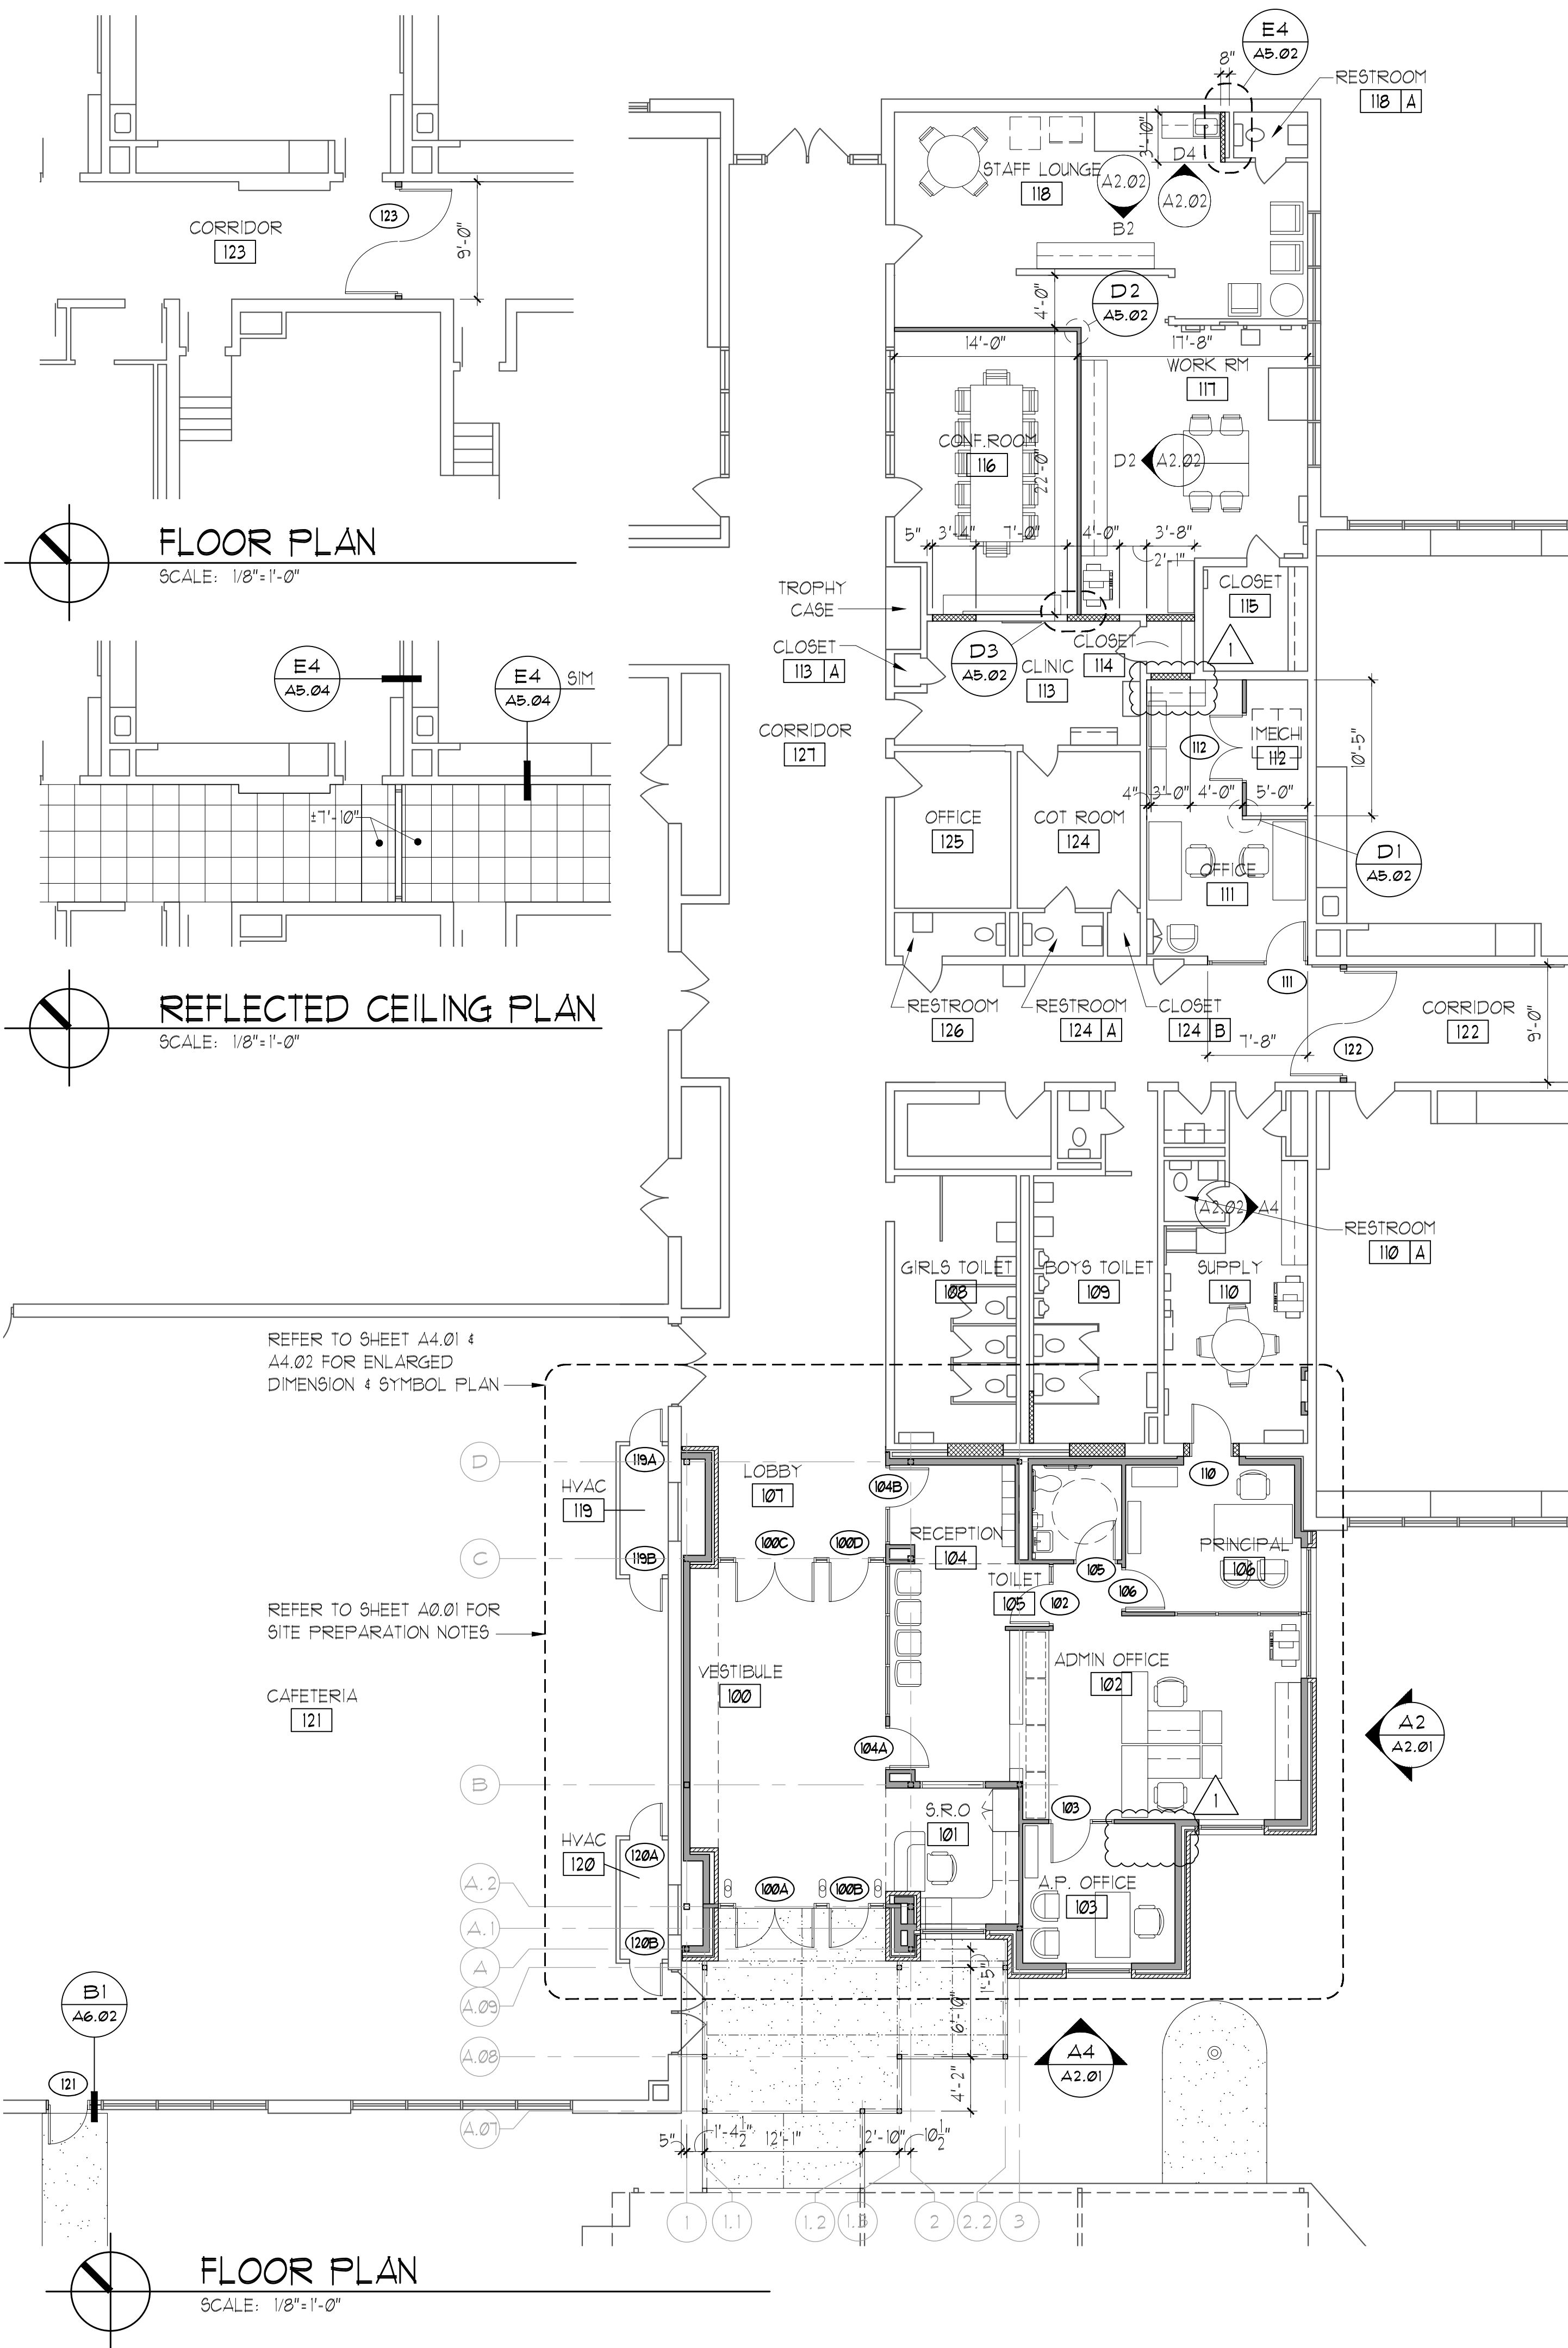 CORRIDOR
123
123
9'-0"
FLOOR PLAN
SCALE: 1/8"=1'-0"
E4
A5.04
E4
A5.04
SIM
±7'-10"
REFLECTED CEILING PLAN
SCALE: 1/8"=1'-0"
E4
A5.02
8"
RESTROOM
118 A
3'-10"
D4
A2.02
A2.02
B2
STAFF LOUNGE
118
D2
A5.02
4'-0"
14'-0"
17'-8"
WORK RM
117
CONF.ROOM
116
22'-0"
D2
A2.02
5"
3'-4"
7'-0"
4'-0"
3'-8"
2'-1"
TROPHY
CASE
CLOSET
115
1
CLOSET
113 A
D3
A5.02
CLOSET
114
CLINIC
113
CORRIDOR
127
112
MECH
112
10'-5"
4"
3'-0"
4'-0"
5'-0"
OFFICE
125
COT ROOM
124
D1
A5.02
OFFICE
111
111
RESTROOM
126
RESTROOM
124 A
CLOSET
124 B
7'-8"
122
CORRIDOR
122
9'-0"
A2.02
A4
RESTROOM
110 A
GIRLS TOILET
108
BOYS TOILET
109
SUPPLY
110
REFER TO SHEET A4.01 &
A4.02 FOR ENLARGED
DIMENSION & SYMBOL PLAN
D
119A
HVAC
119
119B
C
LOBBY
107
104B
110
100C
100D
RECEPTION
104
PRINCIPAL
106
TOILET
105
105
106
102
REFER TO SHEET A0.01 FOR
SITE PREPARATION NOTES
VESTIBULE
100
ADMIN OFFICE
102
CAFETERIA
121
104A
A2
A2.01
B
1
103
S.R.O
101
HVAC
120
120A
A.2
100A
100B
A.P. OFFICE
103
A.1
120B
A
A.09
1'-5"
6'-10"
B1
A6.02
A.08
A4
A2.01
121
4'-2"
A.07
5"
1'-4 1/2"
12'-1"
2'-10"
10 1/2"
1
1.1
1.2
1.3
2
2.2
3
FLOOR PLAN
SCALE: 1/8"=1'-0"